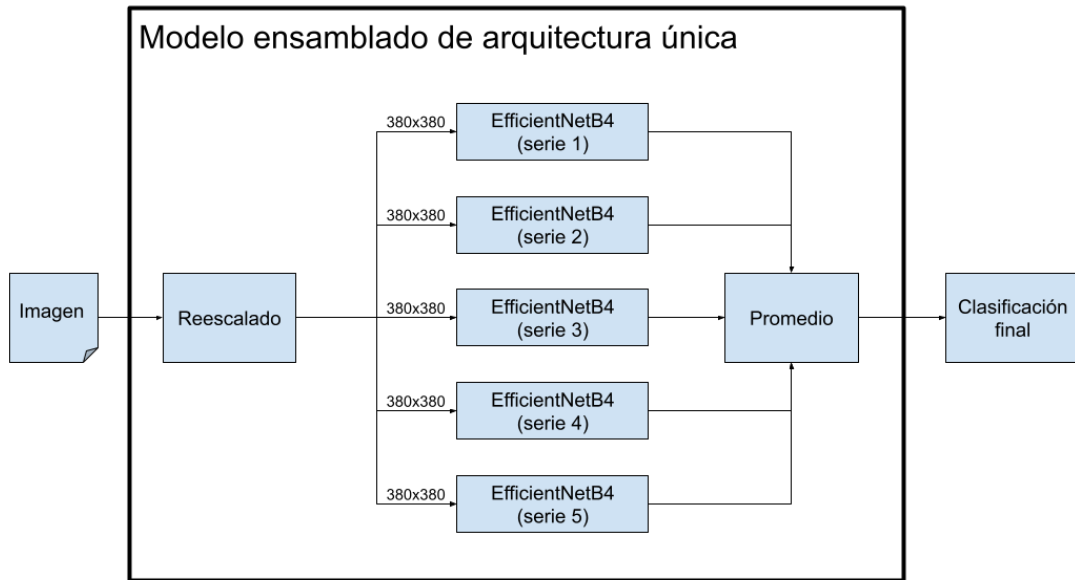 Modelo ensamblado de arquitectura única
380x380
EfficientNetB4
(serie 1)
380x380
EfficientNetB4
(serie 2)
Imagen
Reescalado
380x380
EfficientNetB4
(serie 3)
Promedio
Clasificación
final
380x380
EfficientNetB4
(serie 4)
380x380
EfficientNetB4
(serie 5)